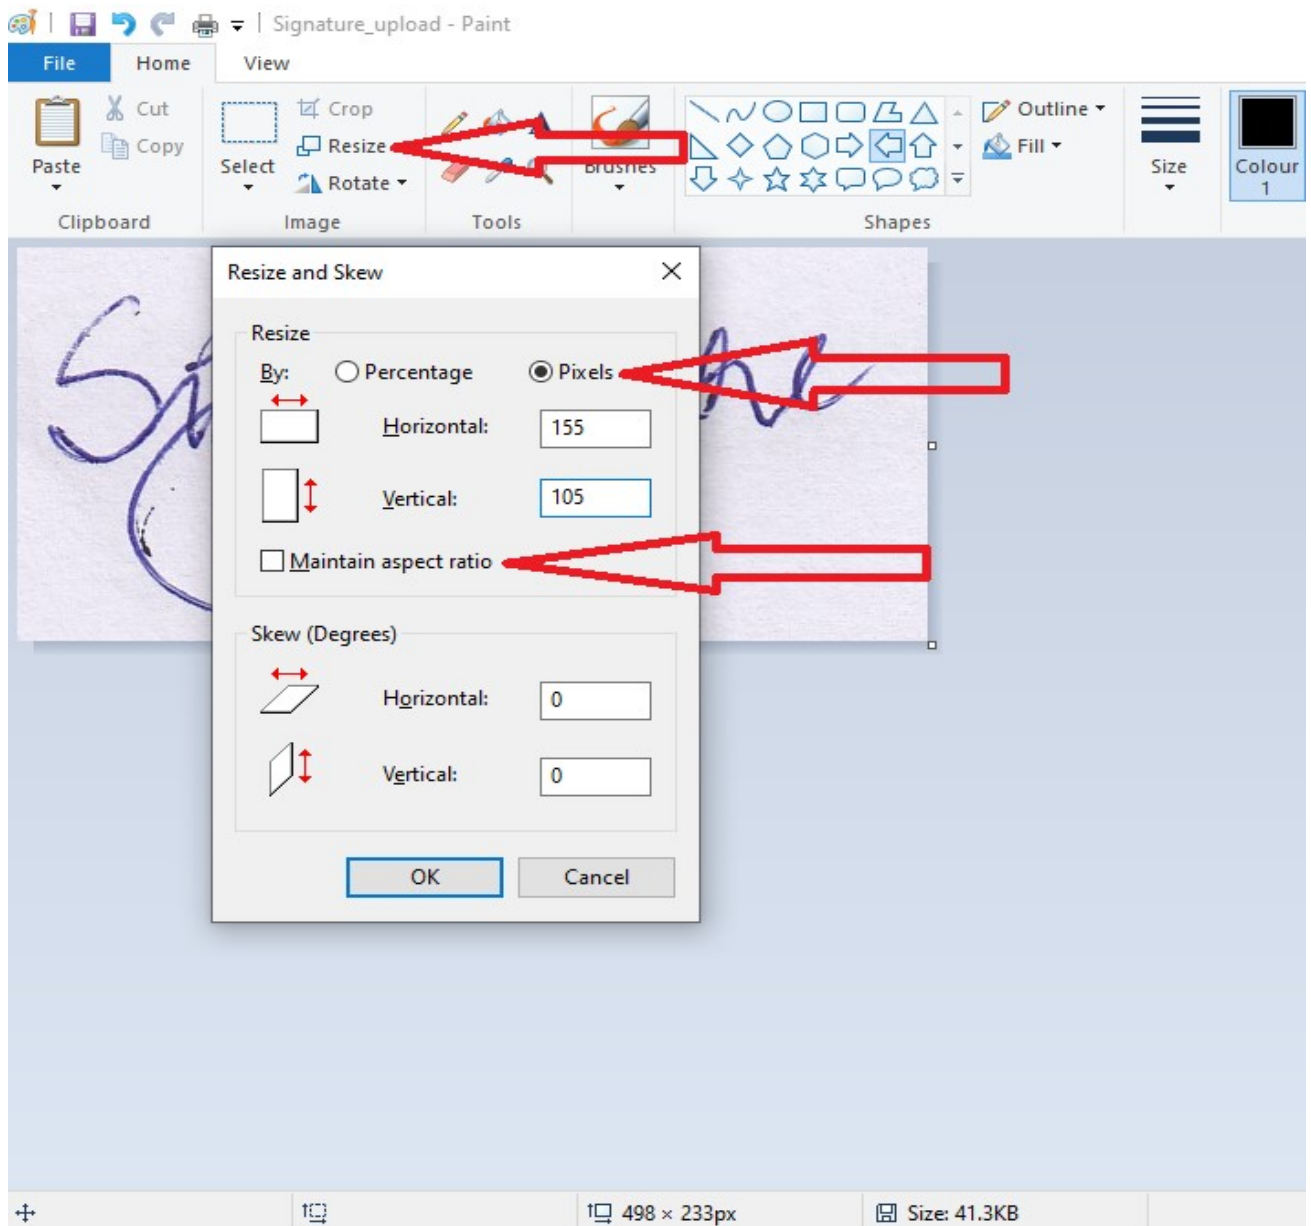 Signature_upload - Paint
File Home View
Cut Crop Outline
Copy Resize Fill
Paste Select Rotate Brushes Size Colour 1
Clipboard Image Tools Shapes
Resize and Skew
Resize
By: Percentage Pixels
Horizontal: 155
Vertical: 105
Maintain aspect ratio
Skew (Degrees)
Horizontal: 0
Vertical: 0
OK Cancel
498 × 233px Size: 41.3KB